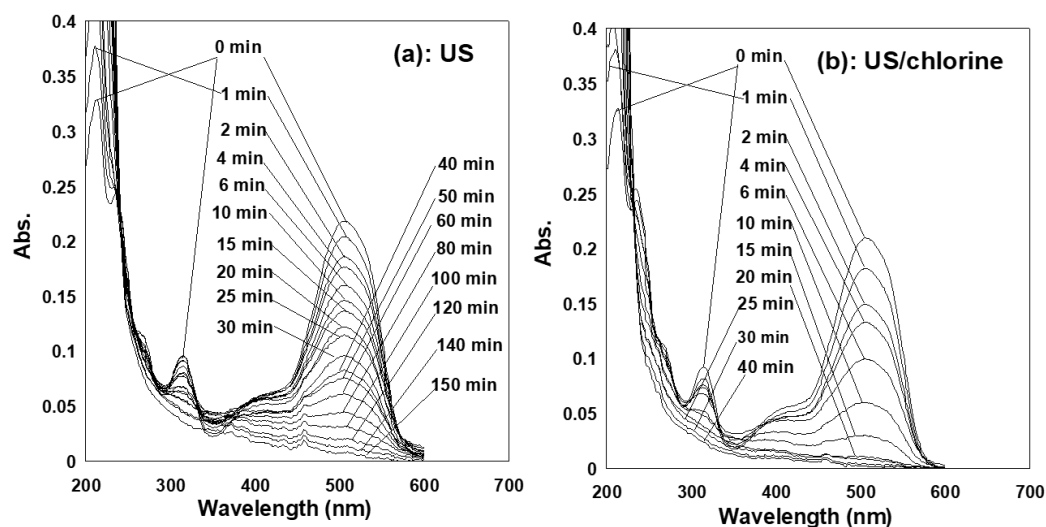 (a): US
0.4
0.35
0.3
0.25
0.2
0.15
0.1
0.05
0
Abs.
200 300 400 500 600 700
Wavelength (nm)
0 min
1 min
2 min
4 min
6 min
10 min
15 min
20 min
25 min
30 min
40 min
50 min
60 min
80 min
100 min
120 min
140 min
150 min
(b): US/chlorine
0.4
0.35
0.3
0.25
0.2
0.15
0.1
0.05
0
Abs.
200 300 400 500 600 700
Wavelength (nm)
0 min
1 min
2 min
4 min
6 min
10 min
15 min
20 min
25 min
30 min
40 min